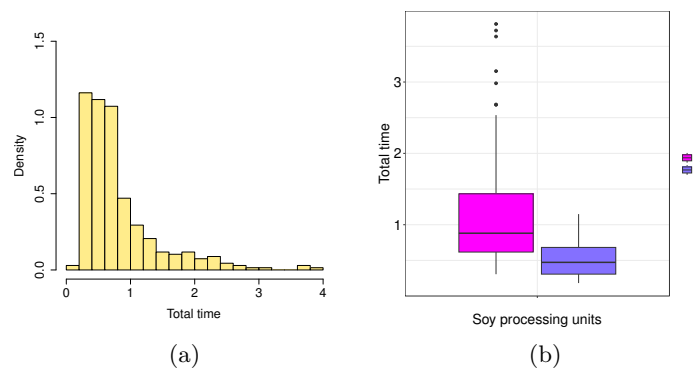 1.5
1.0
0.5
0.0
Density
0 1 2 3 4
Total time
(a)
3
2
1
Total time
Soy processing units
(b)